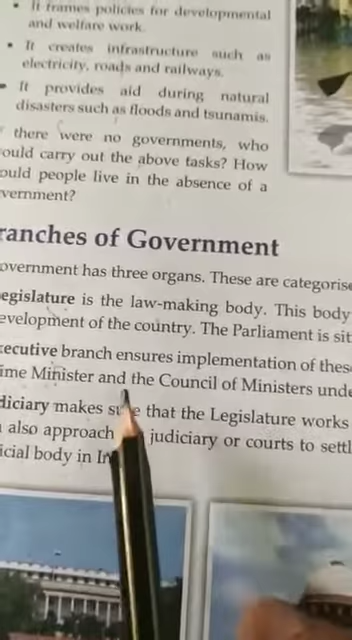 It frames policies for developmental
and welfare work.
It creates infrastructure such as
electricity, roads and railways.
It provides aid during natural
disasters such as floods and tsunamis.
there were no governments, who
ould carry out the above tasks? How
ould people live in the absence of a
vernment?
ranches of Government
overnment has three organs. These are categorise
egislature is the law-making body. This body
evelopment of the country. The Parliament is sit
ecutive branch ensures implementation of thes
ime Minister and the Council of Ministers unde
diciary makes that the Legislature works
also approach judiciary or courts to settl
icial body in